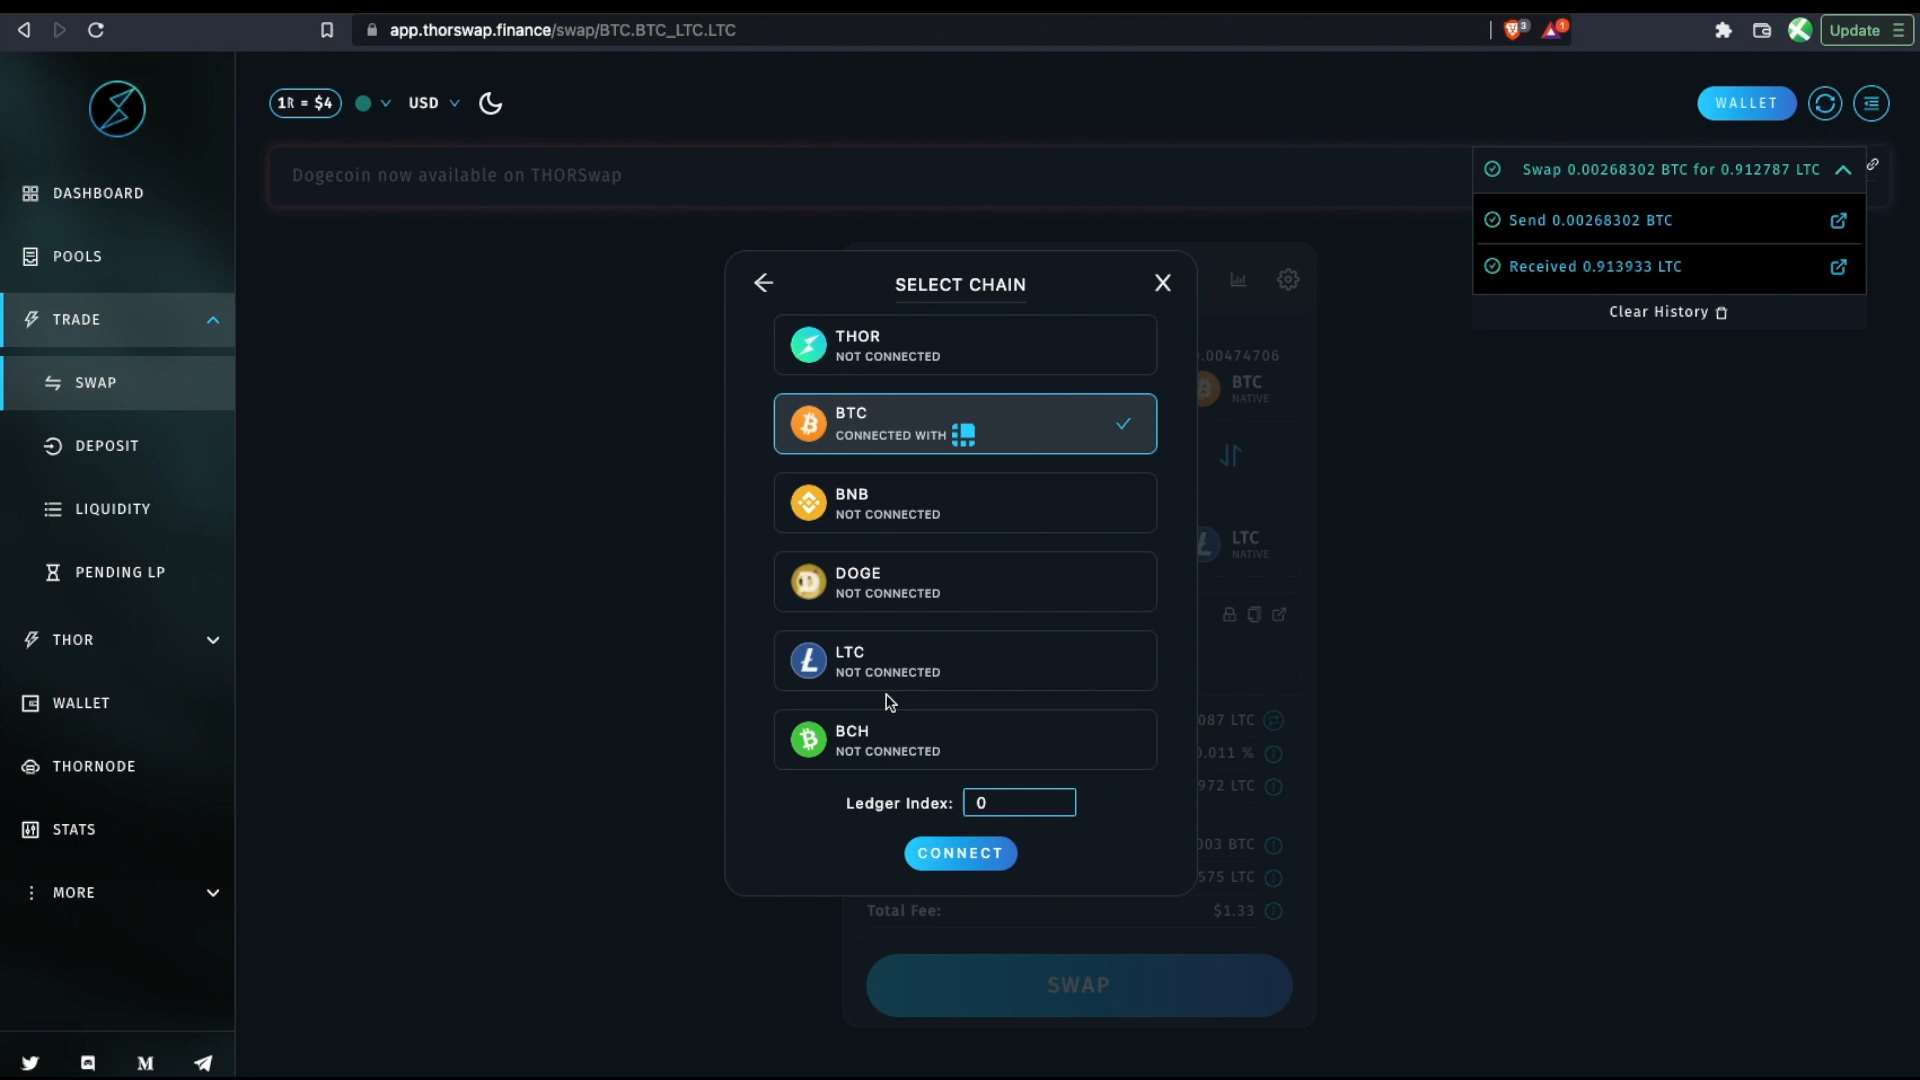 app.thorswap.finance/swap/BTC.BTC_LTC.LTC
3
1
Update
1R = $4
USD
WALLET
Dogecoin now available on THORSwap
Swap 0.00268302 BTC for 0.912787 LTC
Send 0.00268302 BTC
Received 0.913933 LTC
Clear History
DASHBOARD
POOLS
TRADE
SWAP
DEPOSIT
LIQUIDITY
PENDING LP
THOR
WALLET
THORNODE
STATS
MORE
SELECT CHAIN
X
THOR
NOT CONNECTED
BTC
CONNECTED WITH
BNB
NOT CONNECTED
DOGE
NOT CONNECTED
LTC
NOT CONNECTED
BCH
NOT CONNECTED
Ledger Index: 0
CONNECT
.00474706
BTC
NATIVE
LTC
NATIVE
087 LTC
0.011 %
972 LTC
003 BTC
575 LTC
Total Fee: $1.33
SWAP